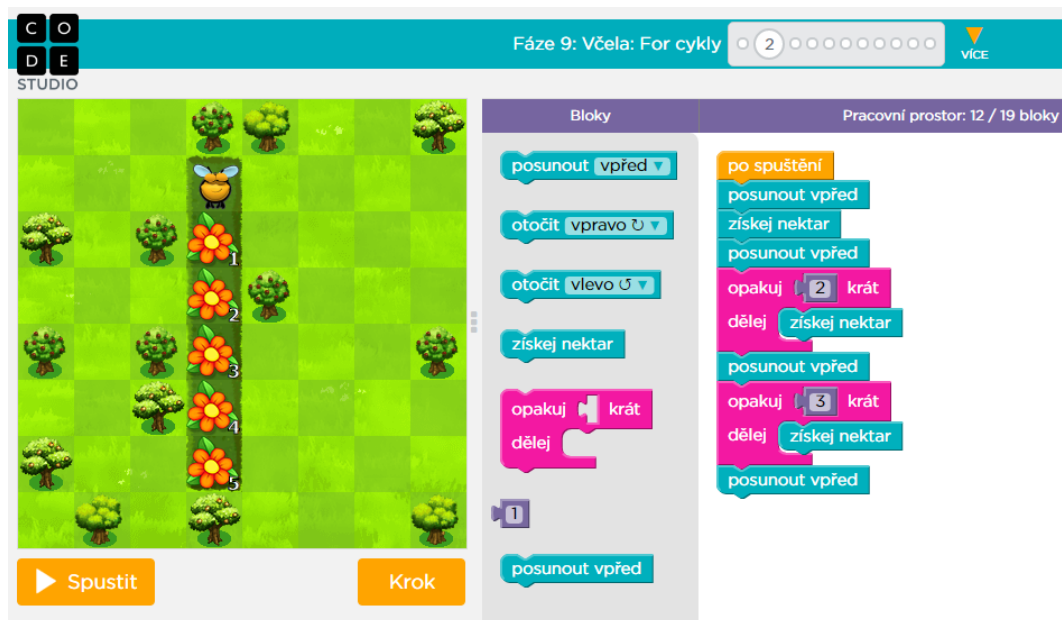 C O
D E
STUDIO
Fáze 9: Včela: For cykly
2
VÍCE
1
2
3
4
5
Spustit
Krok
Bloky
posunout vpřed
otočit vpravo
otočit vlevo
získej nektar
opakuj krát
dělej
1
posunout vpřed
Pracovní prostor: 12 / 19 bloky
po spuštění
posunout vpřed
získej nektar
posunout vpřed
opakuj 2 krát
dělej získej nektar
posunout vpřed
opakuj 3 krát
dělej získej nektar
posunout vpřed